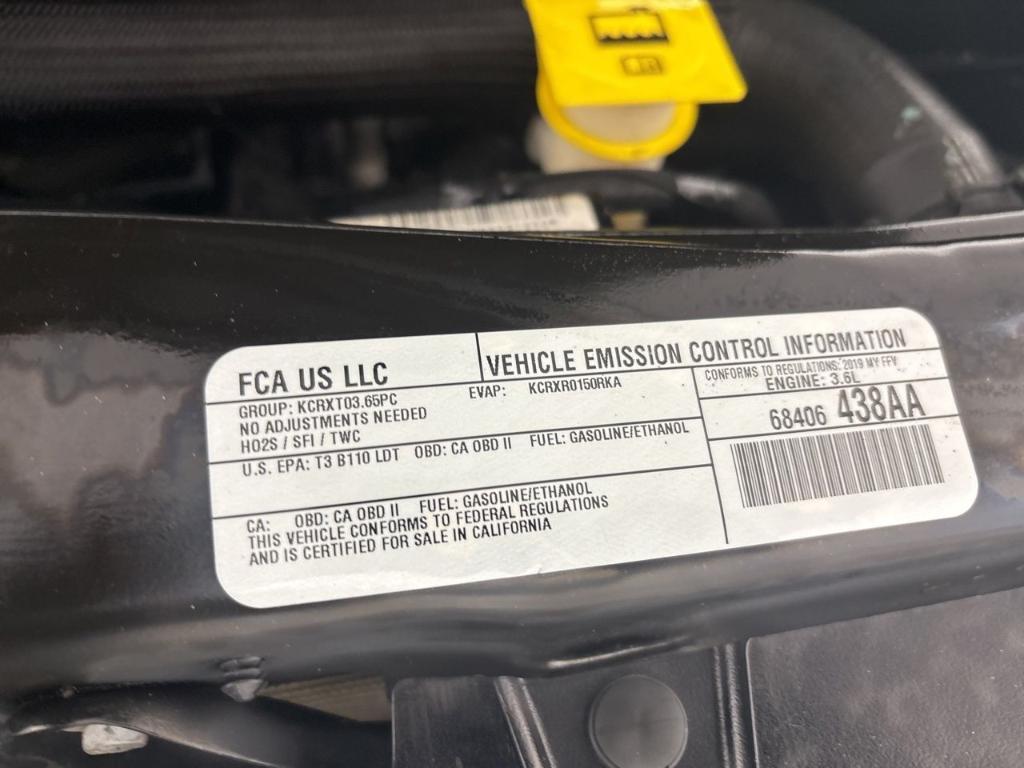 FCA US LLC
VEHICLE EMISSION CONTROL INFORMATION
GROUP: KCRXT03.65PC
EVAP: KCRXR0150RKA
NO ADJUSTMENTS NEEDED
HO2S / SFI / TWC
CONFORMS TO REGULATIONS: 2019 MY FFV
ENGINE: 3.6L
U.S. EPA: T3 B110 LDT OBD: CA OBD II FUEL: GASOLINE/ETHANOL
68406 438AA
CA: OBD: CA OBD II FUEL: GASOLINE/ETHANOL
THIS VEHICLE CONFORMS TO FEDERAL REGULATIONS
AND IS CERTIFIED FOR SALE IN CALIFORNIA